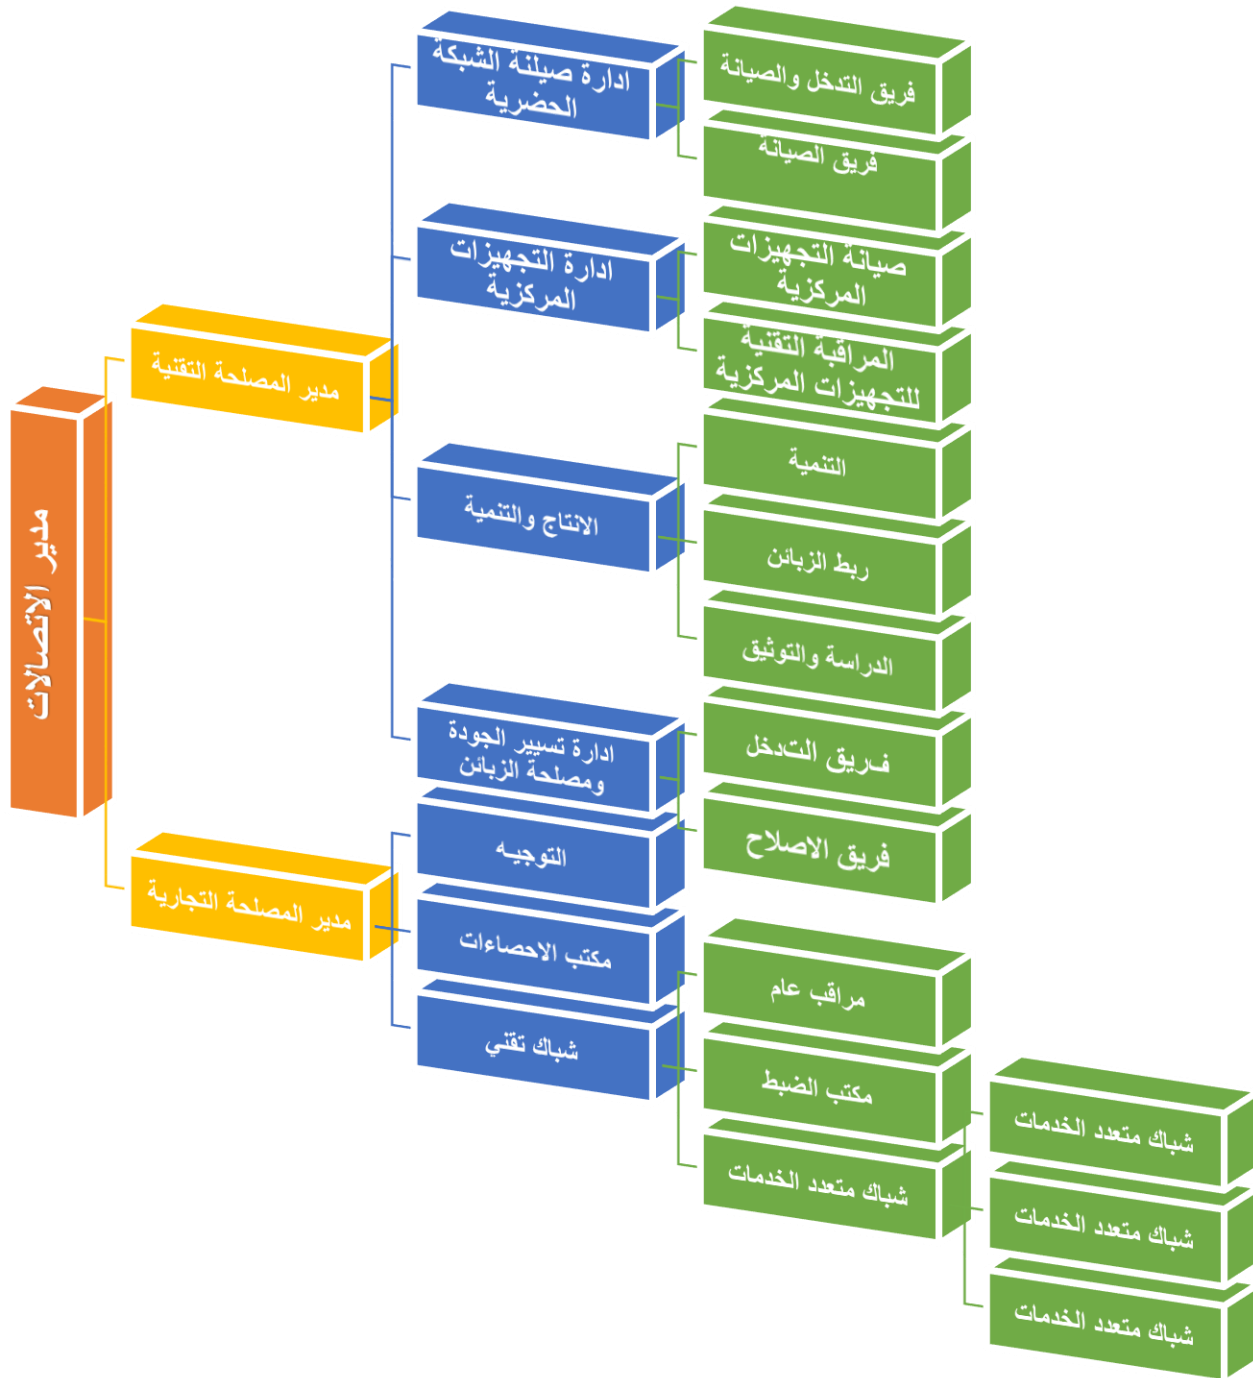 مدير الاتصالات
مدير المصلحة التقنية
ادارة صيلنة الشبكة
الحضرية
فريق التدخل والصيانة
فريق الصيانة
ادارة التجهيزات
المركزية
صيانة التجهيزات
المركزية
المراقبة التقنية
للتجهيزات المركزية
الانتاج والتنمية
التنمية
ربط الزبائن
الدراسة والتوثيق
ادارة تسيير الجودة
ومصلحة الزبائن
فريق التدخل
فريق الاصلاح
مدير المصلحة التجارية
التوجيه
مكتب الاحصاءات
شباك تقني
مراقب عام
مكتب الضبط
شباك متعدد الخدمات
شباك متعدد الخدمات
شباك متعدد الخدمات
شباك متعدد الخدمات